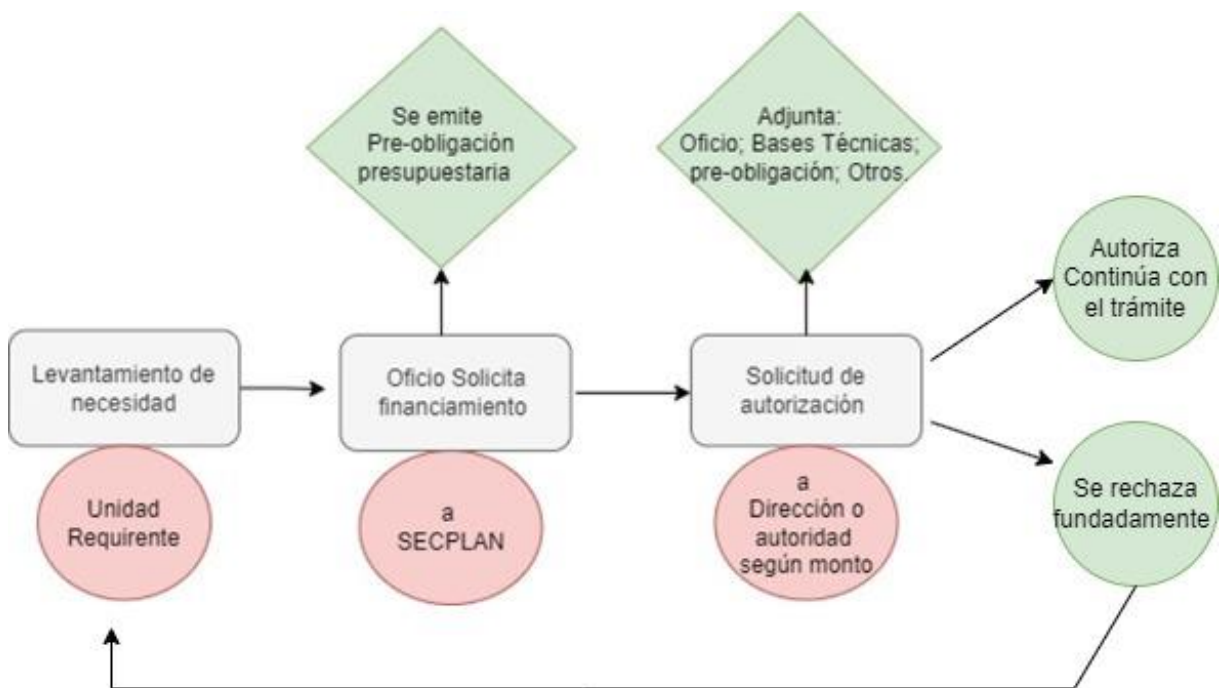 Se emite
Pre-obligación
presupuestaria
Adjunta:
Oficio; Bases Técnicas;
pre-obligación; Otros.
Autoriza
Continúa con
el trámite
Levantamiento de
necesidad
Oficio Solicita
financiamiento
Solicitud de
autorización
Unidad
Requirente
a
SECPLAN
a
Dirección o
autoridad
según monto
Se rechaza
fundadamente